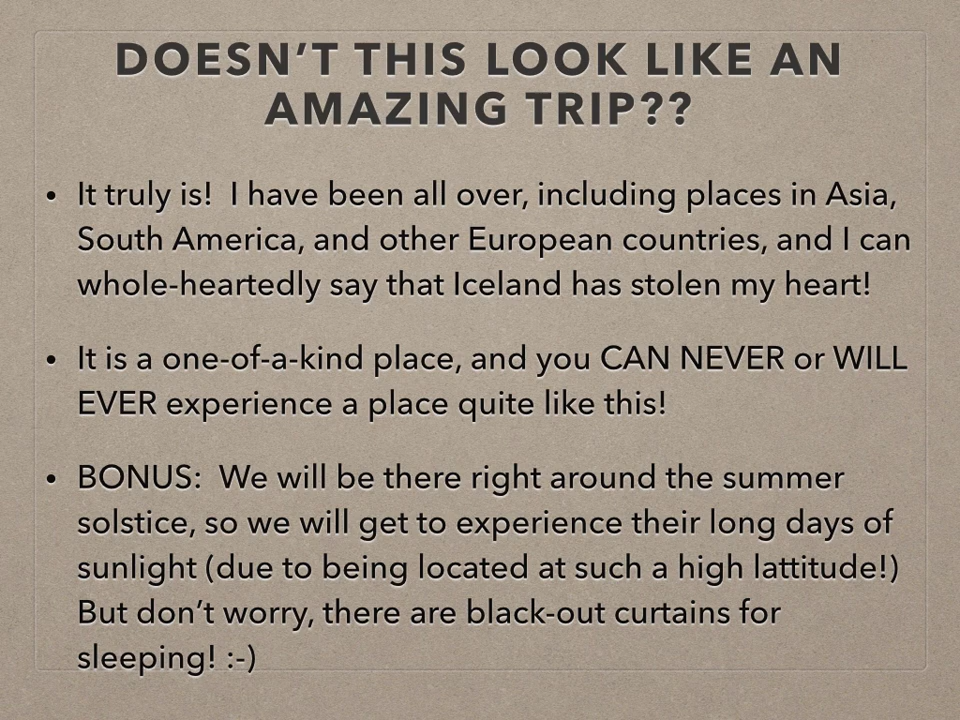 DOESN’T THIS LOOK LIKE AN
AMAZING TRIP??
• It truly is!  I have been all over, including places in Asia,
South America, and other European countries, and I can
whole-heartedly say that Iceland has stolen my heart!
• It is a one-of-a-kind place, and you CAN NEVER or WILL
EVER experience a place quite like this!
• BONUS:  We will be there right around the summer
solstice, so we will get to experience their long days of
sunlight (due to being located at such a high lattitude!)
But don’t worry, there are black-out curtains for
sleeping! :-)